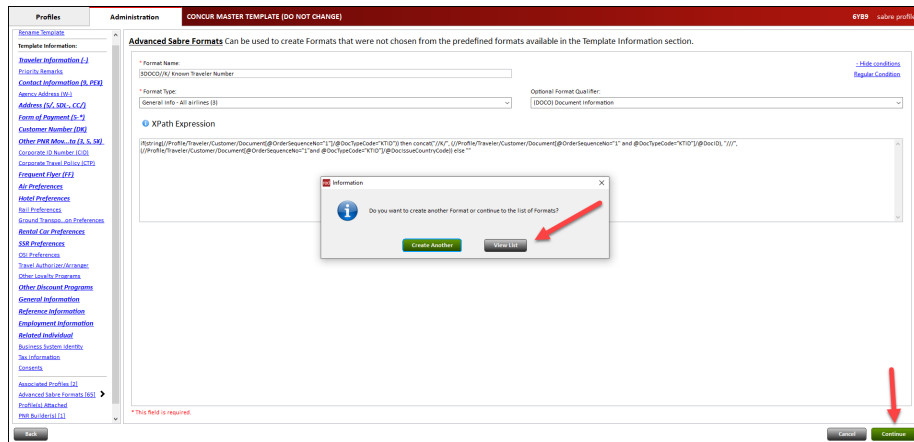 Profiles
Administration
CONCUR MASTER TEMPLATE (DO NOT CHANGE)
6YB9 sabre profile
Rename Template
Template Information:
Traveler Information (-)
Priority Remarks
Contact Information (9, PE¥)
Agency Address (W-)
Address (5/, 5DL-, CC/)
Form of Payment (5-*)
Customer Number (DK)
Other PNR Mov...ta (3, 5, 5X)
Corporate ID Number (CID)
Corporate Travel Policy (CTP)
Frequent Flyer (FF)
Air Preferences
Hotel Preferences
Rail Preferences
Ground Transpo...on Preferences
Rental Car Preferences
SSR Preferences
OSI Preferences
Travel Authorizer/Arranger
Other Loyalty Programs
Other Discount Programs
General Information
Reference Information
Employment Information
Related Individual
Business System Identity
Tax Information
Consents
Associated Profiles [2]
Advanced Sabre Formats [65]
Profile(s) Attached
PNR Builder(s) [1]
Back
Advanced Sabre Formats Can be used to create Formats that were not chosen from the predefined formats available in the Template Information section.
* Format Name:
- Hide conditions
3DOCO//K/ Known Traveler Number
Regular Condition
* Format Type:
Optional Format Qualifier:
General Info - All airlines (3)
(DOCO) Document Information
XPath Expression
if(string(//Profile/Traveler/Customer/Document[@OrderSequenceNo="1"]/@DocTypeCode="KTID")) then concat("//K/", (//Profile/Traveler/Customer/Document[@OrderSequenceNo="1" and @DocTypeCode="KTID"]/@DocID), "///",
(//Profile/Traveler/Customer/Document[@OrderSequenceNo="1"and @DocTypeCode="KTID"]/@DocIssueCountryCode)) else ""
Information
Do you want to create another Format or continue to the list of Formats?
Create Another
View List
* This field is required.
Cancel
Continue